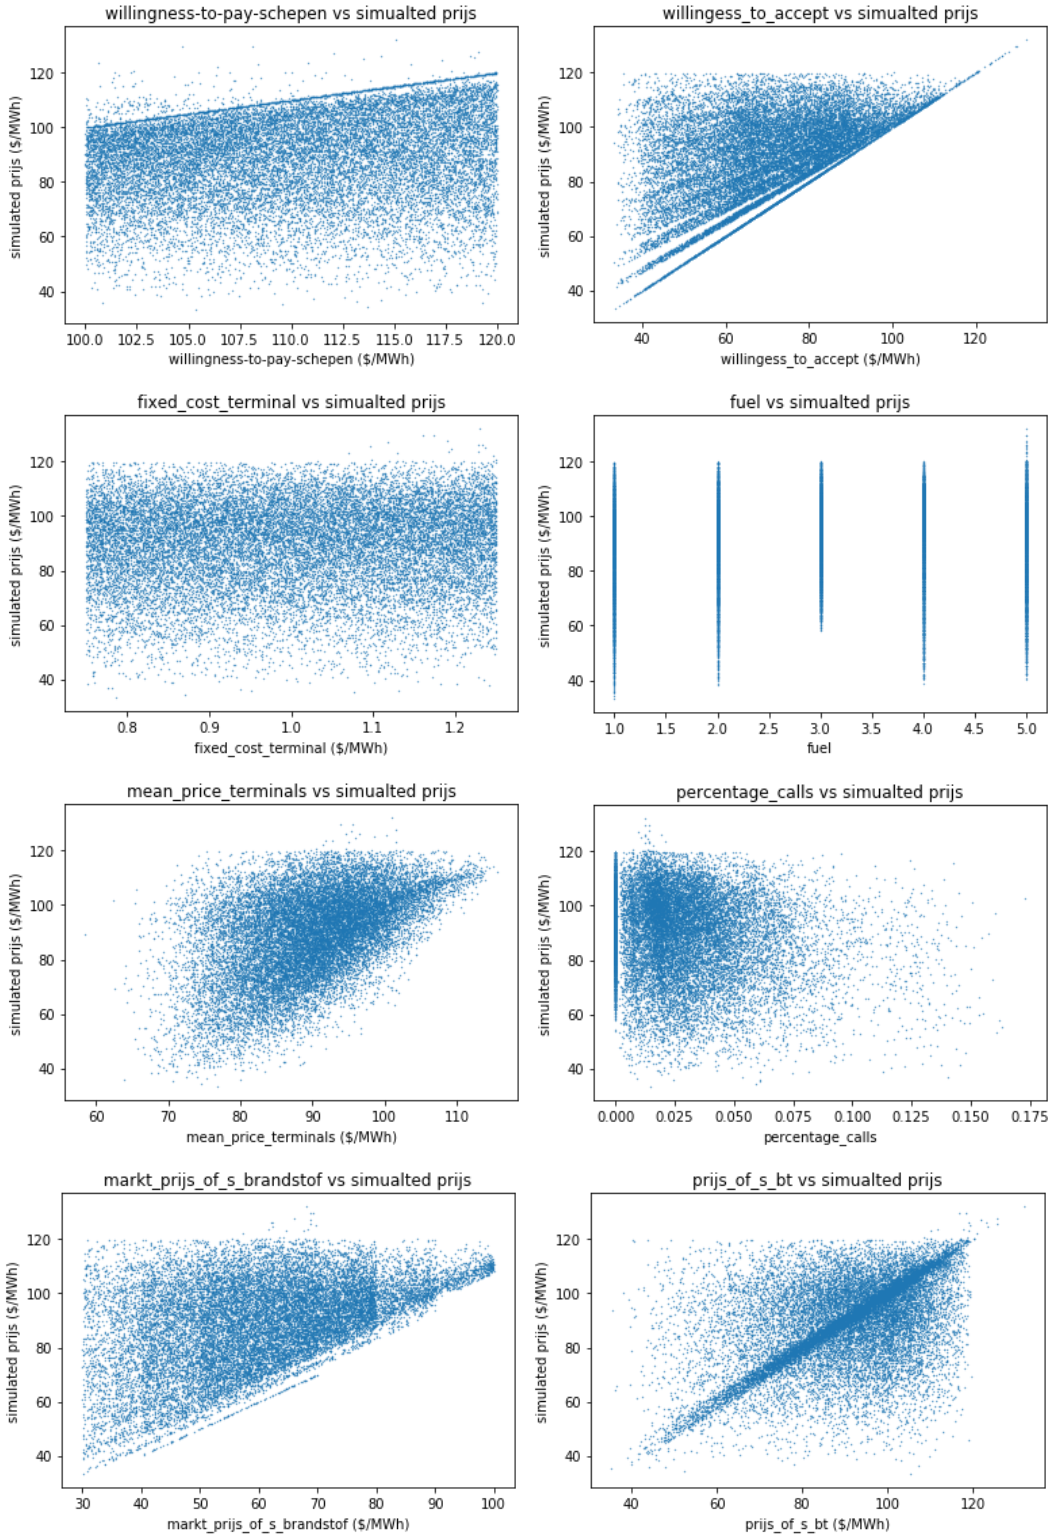 willingness-to-pay-schepen vs simualted prijs
simulated prijs ($/MWh)
120
100
80
60
40
100.0 102.5 105.0 107.5 110.0 112.5 115.0 117.5 120.0
willingness-to-pay-schepen ($/MWh)
willingess_to_accept vs simualted prijs
simulated prijs ($/MWh)
120
100
80
60
40
40 60 80 100 120
willingess_to_accept ($/MWh)
fixed_cost_terminal vs simualted prijs
simulated prijs ($/MWh)
120
100
80
60
40
0.8 0.9 1.0 1.1 1.2
fixed_cost_terminal ($/MWh)
fuel vs simualted prijs
simulated prijs ($/MWh)
120
100
80
60
40
1.0 1.5 2.0 2.5 3.0 3.5 4.0 4.5 5.0
fuel
mean_price_terminals vs simualted prijs
simulated prijs ($/MWh)
120
100
80
60
40
60 70 80 90 100 110
mean_price_terminals ($/MWh)
percentage_calls vs simualted prijs
simulated prijs ($/MWh)
120
100
80
60
40
0.000 0.025 0.050 0.075 0.100 0.125 0.150 0.175
percentage_calls
markt_prijs_of_s_brandstof vs simualted prijs
simulated prijs ($/MWh)
120
100
80
60
40
30 40 50 60 70 80 90 100
markt_prijs_of_s_brandstof ($/MWh)
prijs_of_s_bt vs simualted prijs
simulated prijs ($/MWh)
120
100
80
60
40
40 60 80 100 120
prijs_of_s_bt ($/MWh)